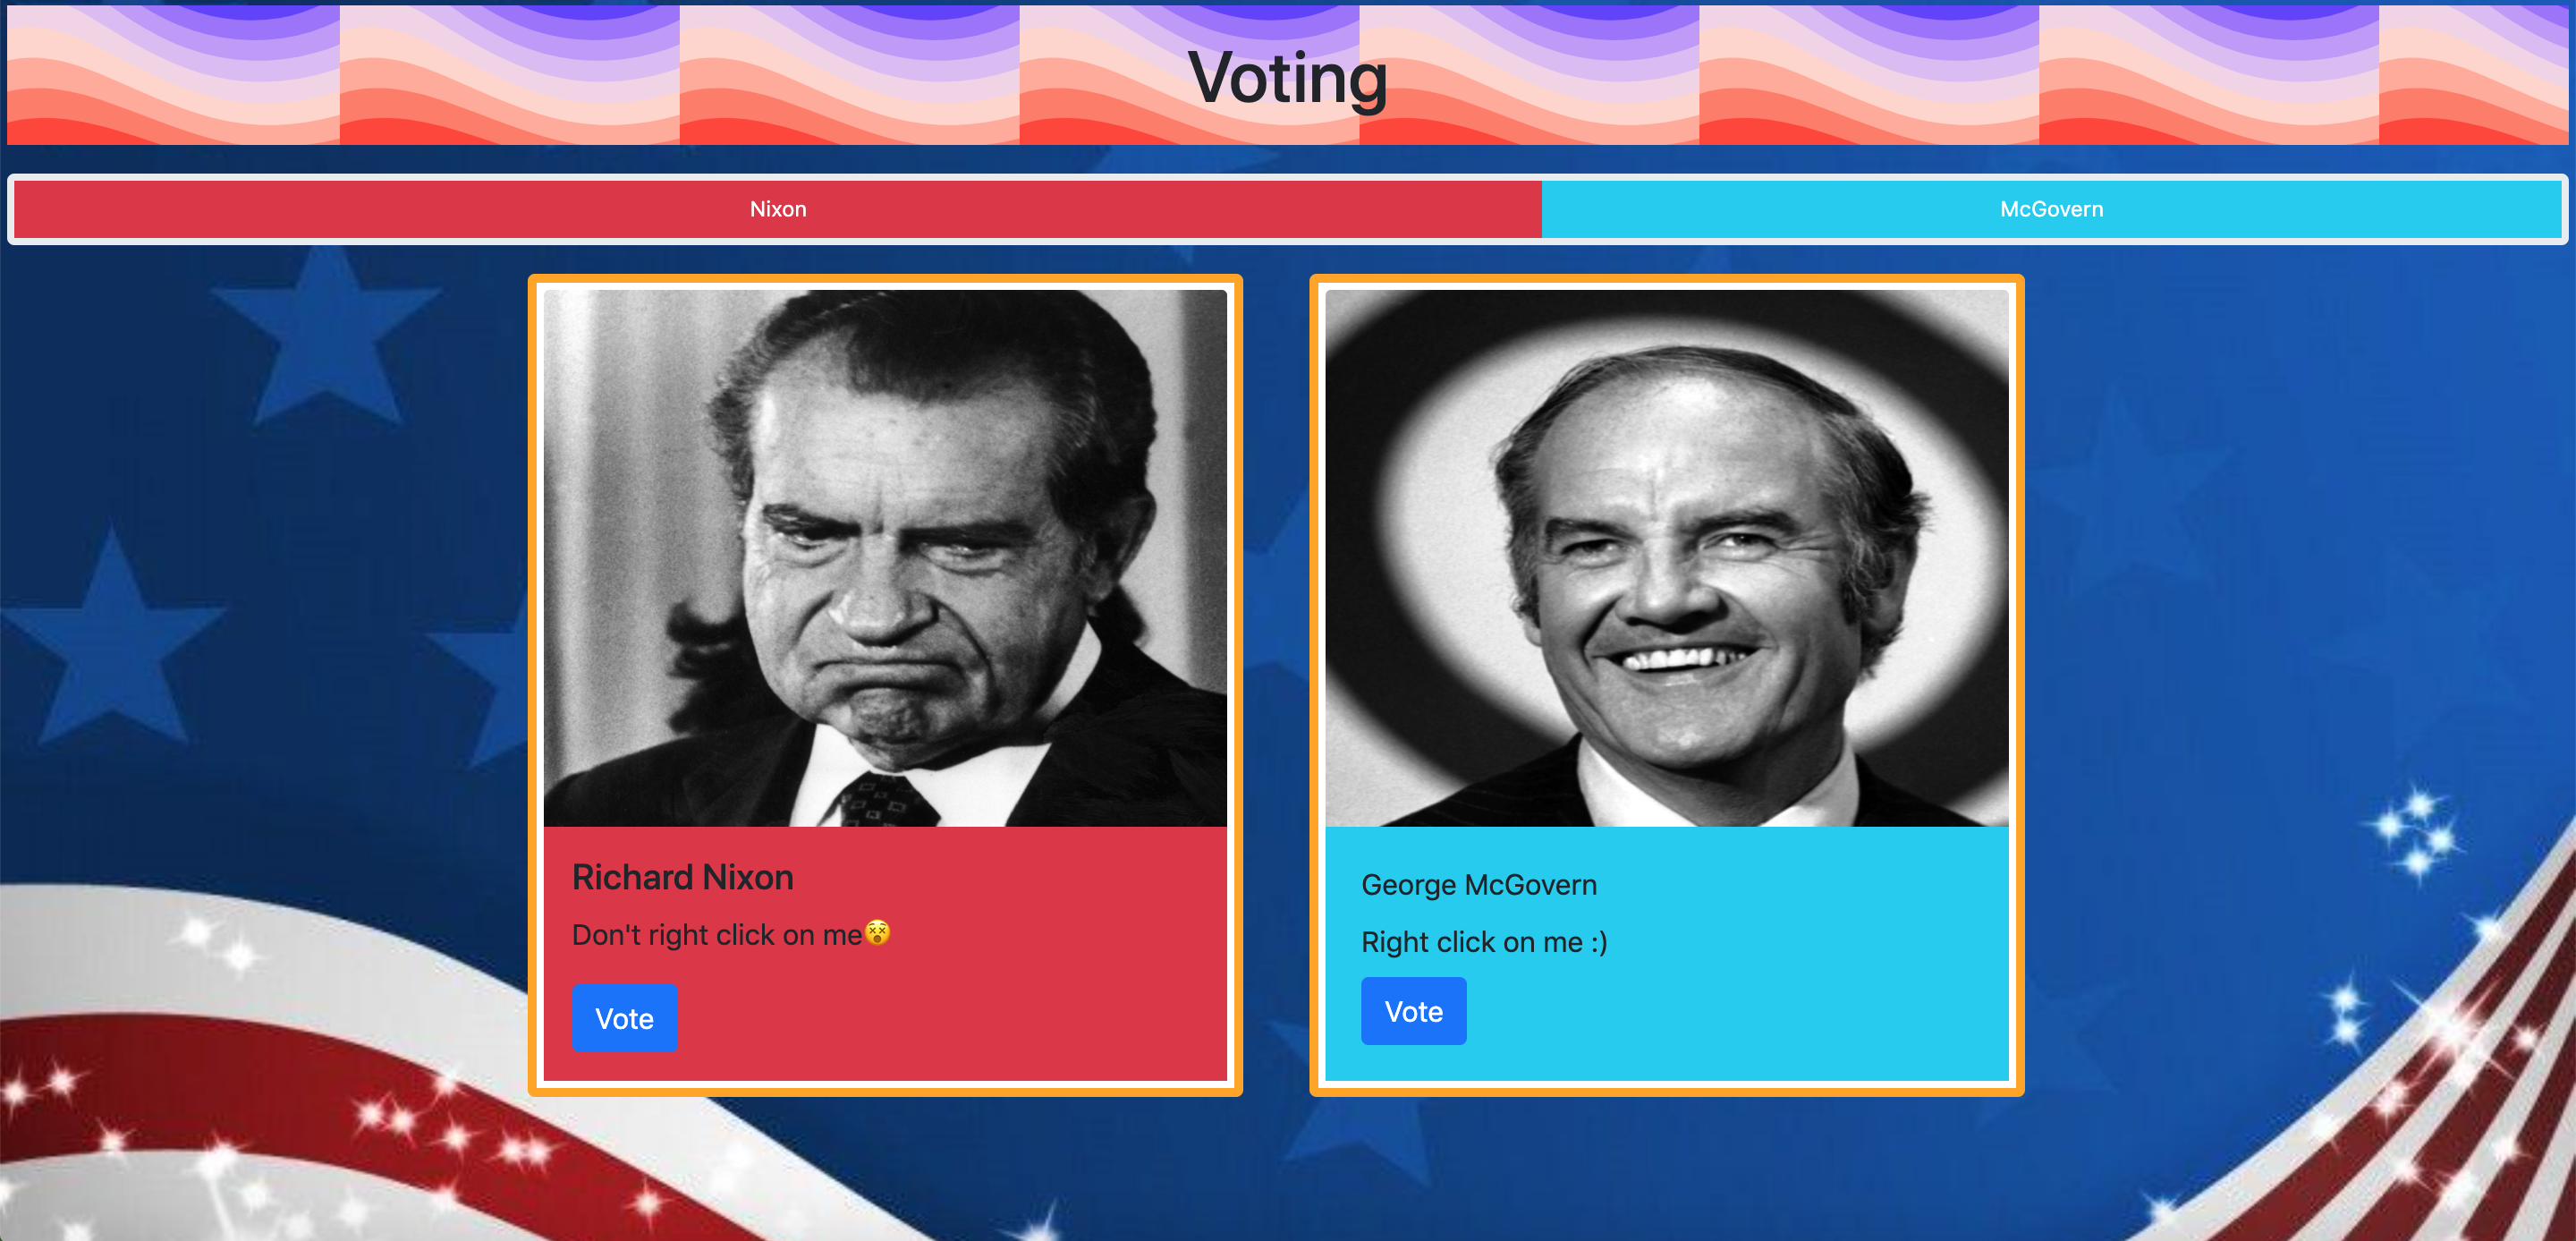 Voting
Nixon
McGovern
Richard Nixon
Don't right click on me😵
Vote
George McGovern
Right click on me :)
Vote